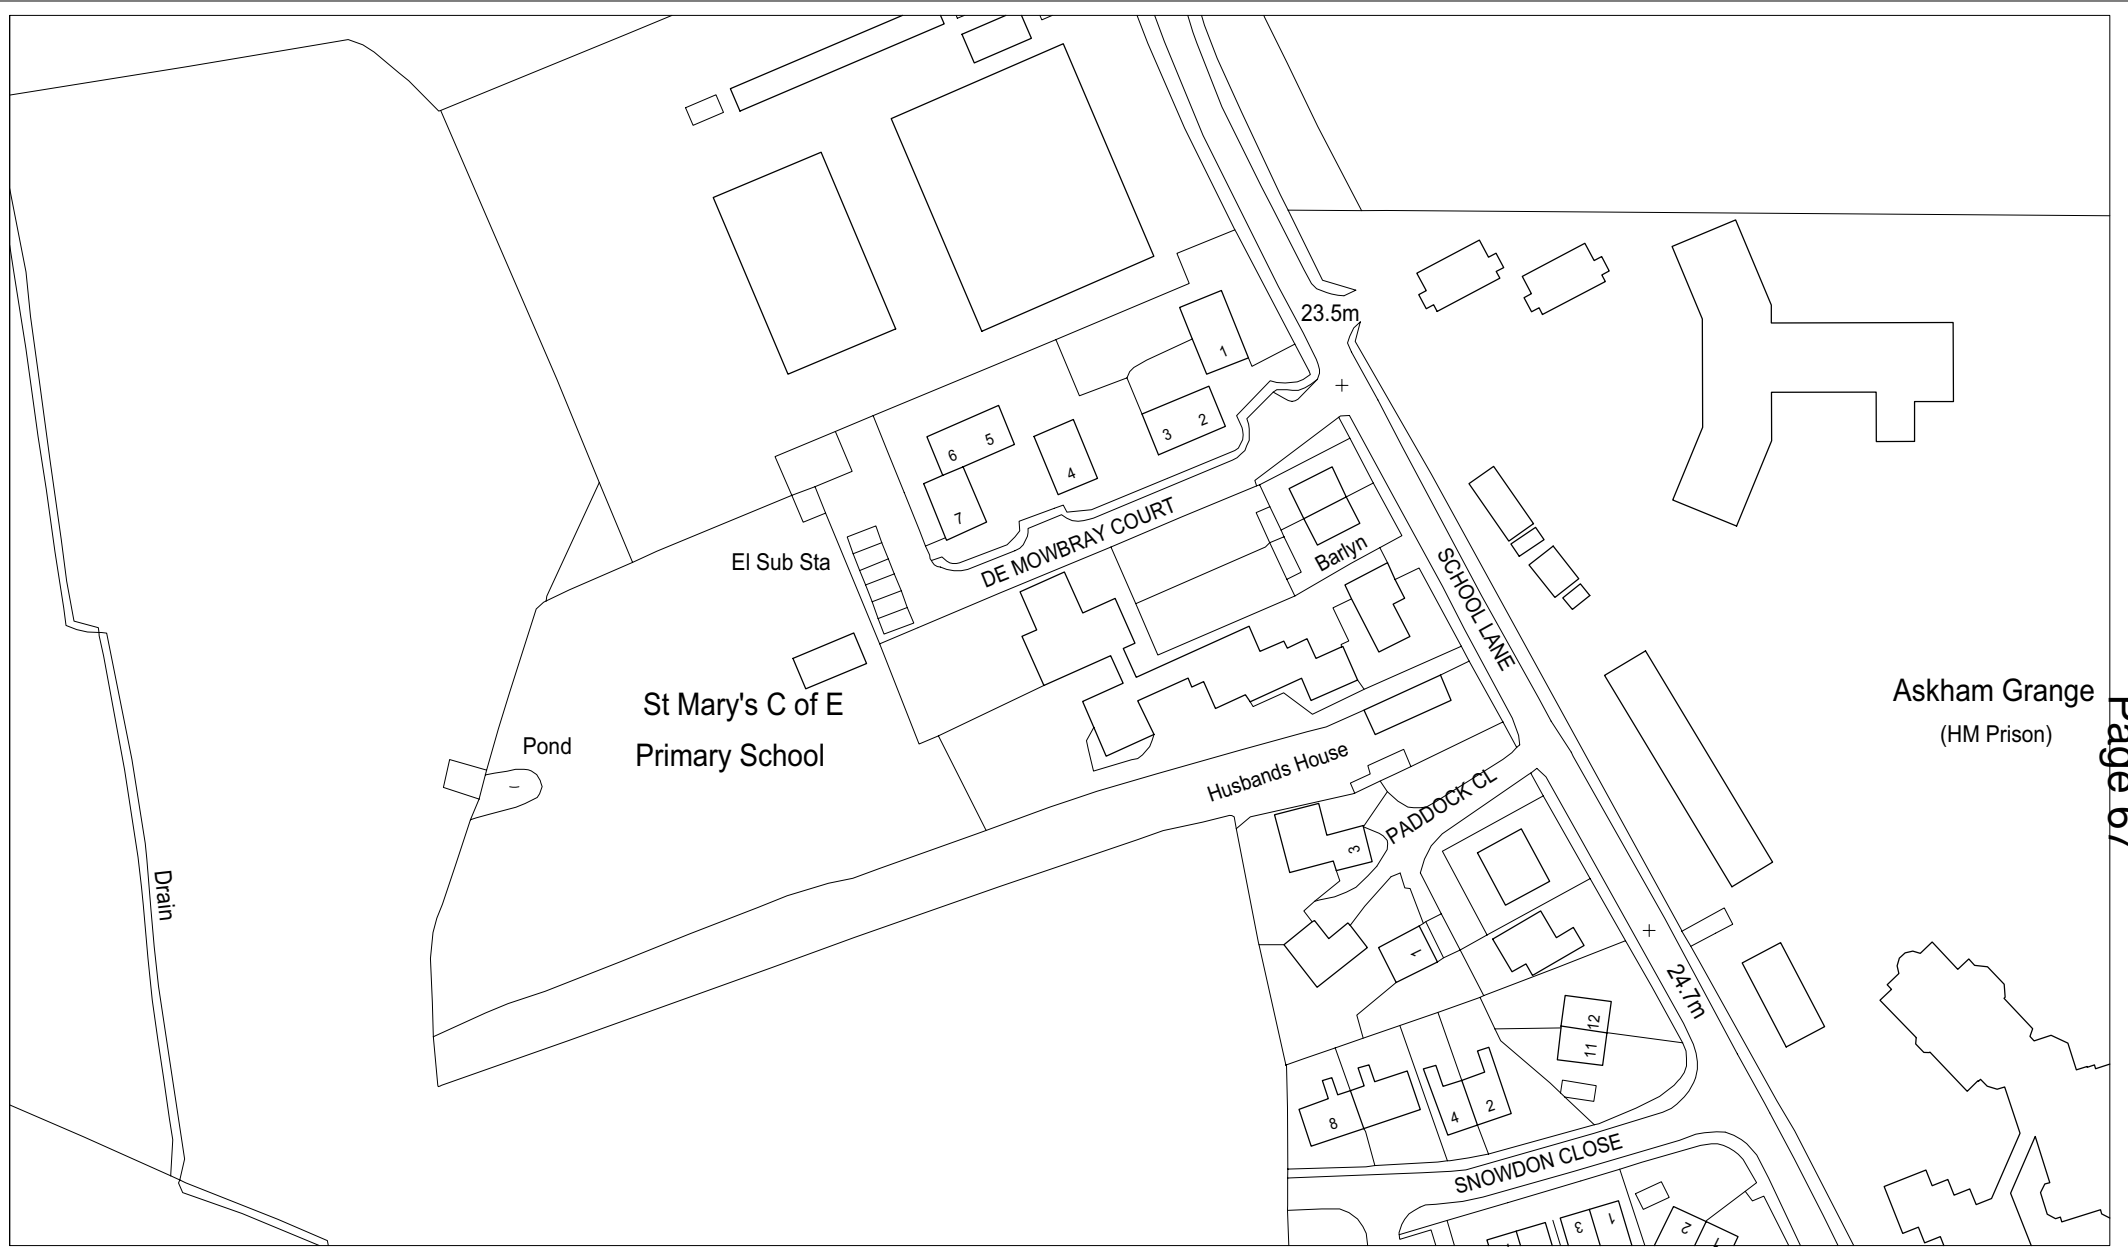 23.5m
1
2
3
5
6
4
7
DE MOWBRAY COURT
El Sub Sta
Barlyn
SCHOOL LANE
St Mary's C of E
Primary School
Pond
Askham Grange
(HM Prison)
Page 67
Husbands House
PADDOCK CL
3
Drain
1
24.7m
12
11
8
4
2
SNOWDON CLOSE
3
1
2
1